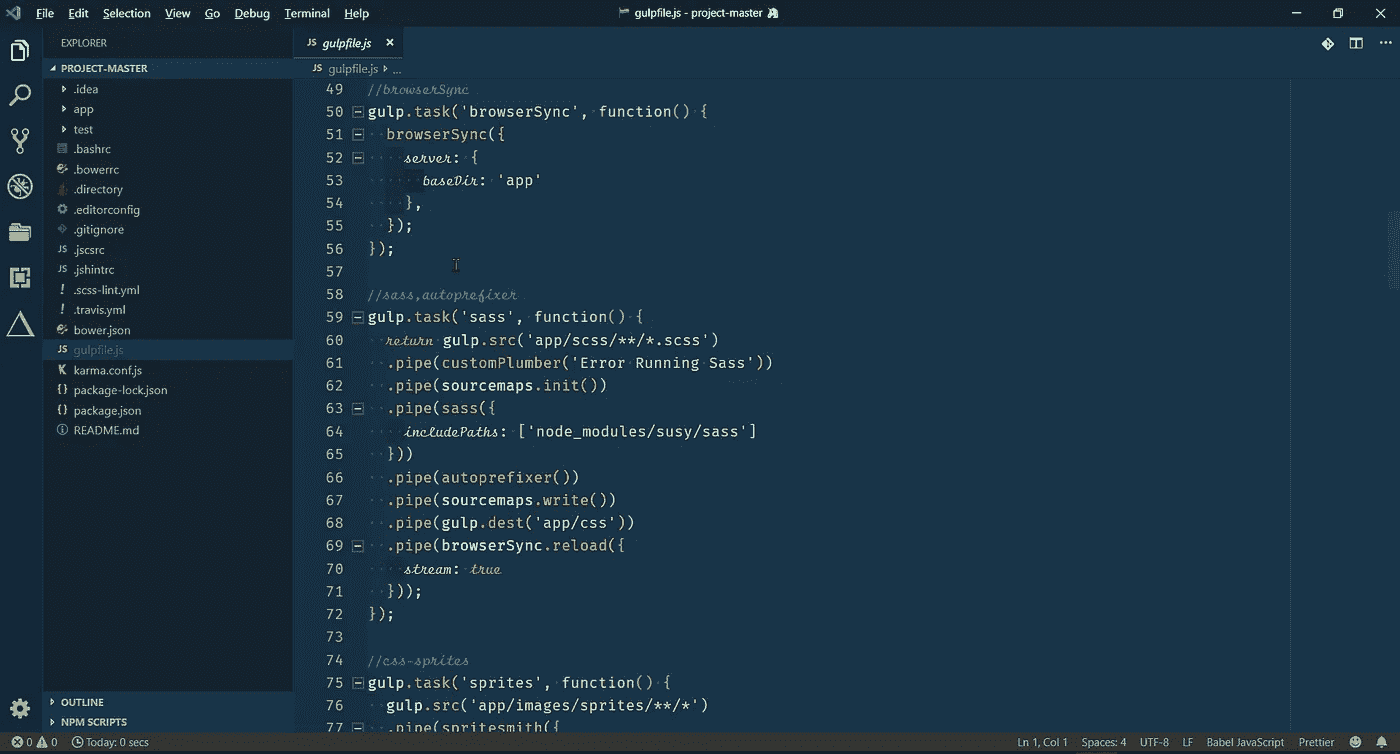 File Edit Selection View Go Debug Terminal Help
gulpfile.js - project-master
EXPLORER
PROJECT-MASTER
.idea
app
test
.bashrc
.bowerrc
.directory
.editorconfig
.gitignore
JS .jscsrc
JS .jshintrc
! .scss-lint.yml
! .travis.yml
bower.json
JS gulpfile.js
K karma.conf.js
{} package-lock.json
{} package.json
README.md
OUTLINE
NPM SCRIPTS
JS gulpfile.js ×
JS gulpfile.js ...
49 //browserSync
50 gulp.task('browserSync', function() {
51 browserSync({
52 server: {
53 baseDir: 'app'
54 },
55 });
56 });
57
58 //sass,autoprefixer
59 gulp.task('sass', function() {
60 return gulp.src('app/scss/**/*.scss')
61 .pipe(customPlumber('Error Running Sass'))
62 .pipe(sourcemaps.init())
63 .pipe(sass({
64 includePaths: ['node_modules/susy/sass']
65 }))
66 .pipe(autoprefixer())
67 .pipe(sourcemaps.write())
68 .pipe(gulp.dest('app/css'))
69 .pipe(browserSync.reload({
70 stream: true
71 }));
72 });
73
74 //css-sprites
75 gulp.task('sprites', function() {
76 gulp.src('app/images/sprites/**/*')
77 .pipe(spritesmith({
0 0 Today: 0 secs
Ln 1, Col 1 Spaces: 4 UTF-8 LF Babel JavaScript Prettier